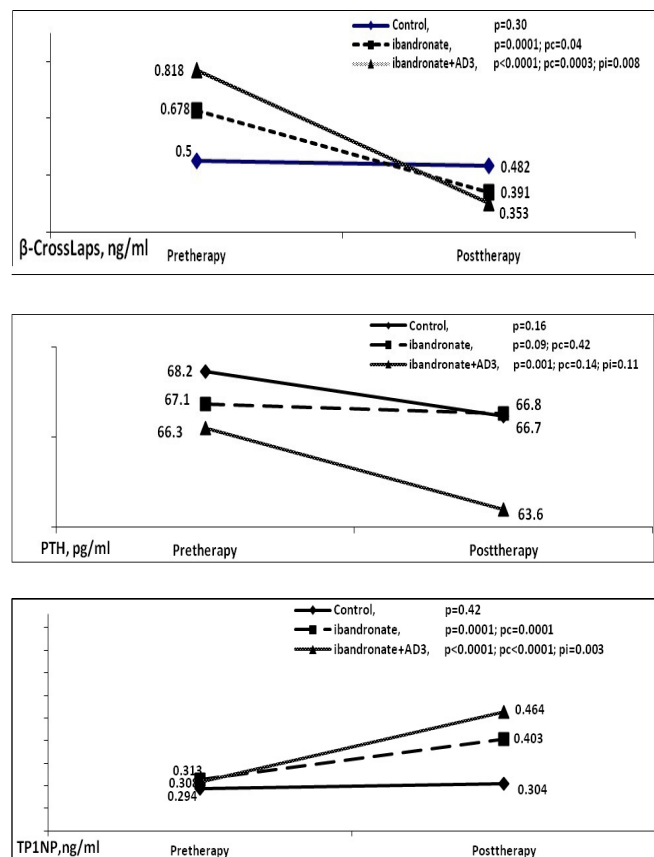 Control, p=0.30
ibandronate, p=0.0001; pc=0.04
ibandronate+AD3, p<0.0001; pc=0.0003; pi=0.008
0.818
0.678
0.5
0.482
0.391
0.353
β-CrossLaps, ng/ml
Pretherapy Posttherapy
Control, p=0.16
ibandronate, p=0.09; pc=0.42
ibandronate+AD3, p=0.001; pc=0.14; pi=0.11
68.2
67.1
66.8
66.3
66.7
63.6
PTH, pg/ml
Pretherapy Posttherapy
Control, p=0.42
ibandronate, p=0.0001; pc=0.0001
ibandronate+AD3, p<0.0001; pc<0.0001; pi=0.003
0.464
0.403
0.313
0.308
0.294
0.304
TP1NP,ng/ml
Pretherapy Posttherapy